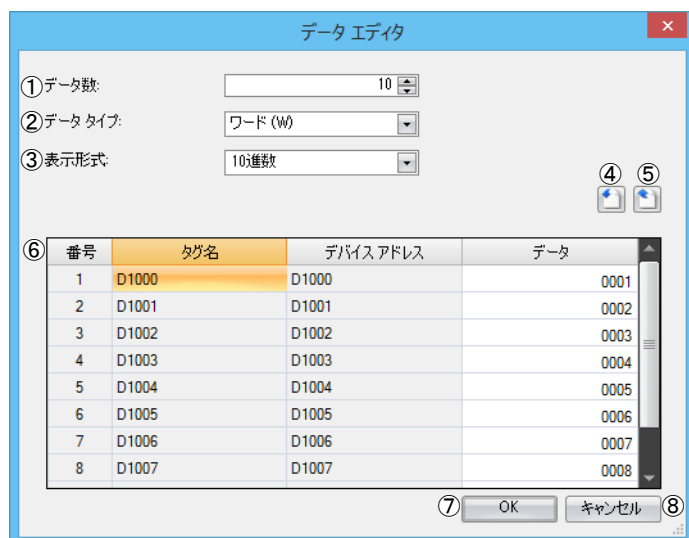 データ エディタ
①データ数: 10
②データ タイプ: ワード (W)
③表示形式: 10進数
④ ⑤
⑥ 番号 タグ名 デバイス アドレス データ
1 D1000 D1000 0001
2 D1001 D1001 0002
3 D1002 D1002 0003
4 D1003 D1003 0004
5 D1004 D1004 0005
6 D1005 D1005 0006
7 D1006 D1006 0007
8 D1007 D1007 0008
⑦ OK キャンセル ⑧